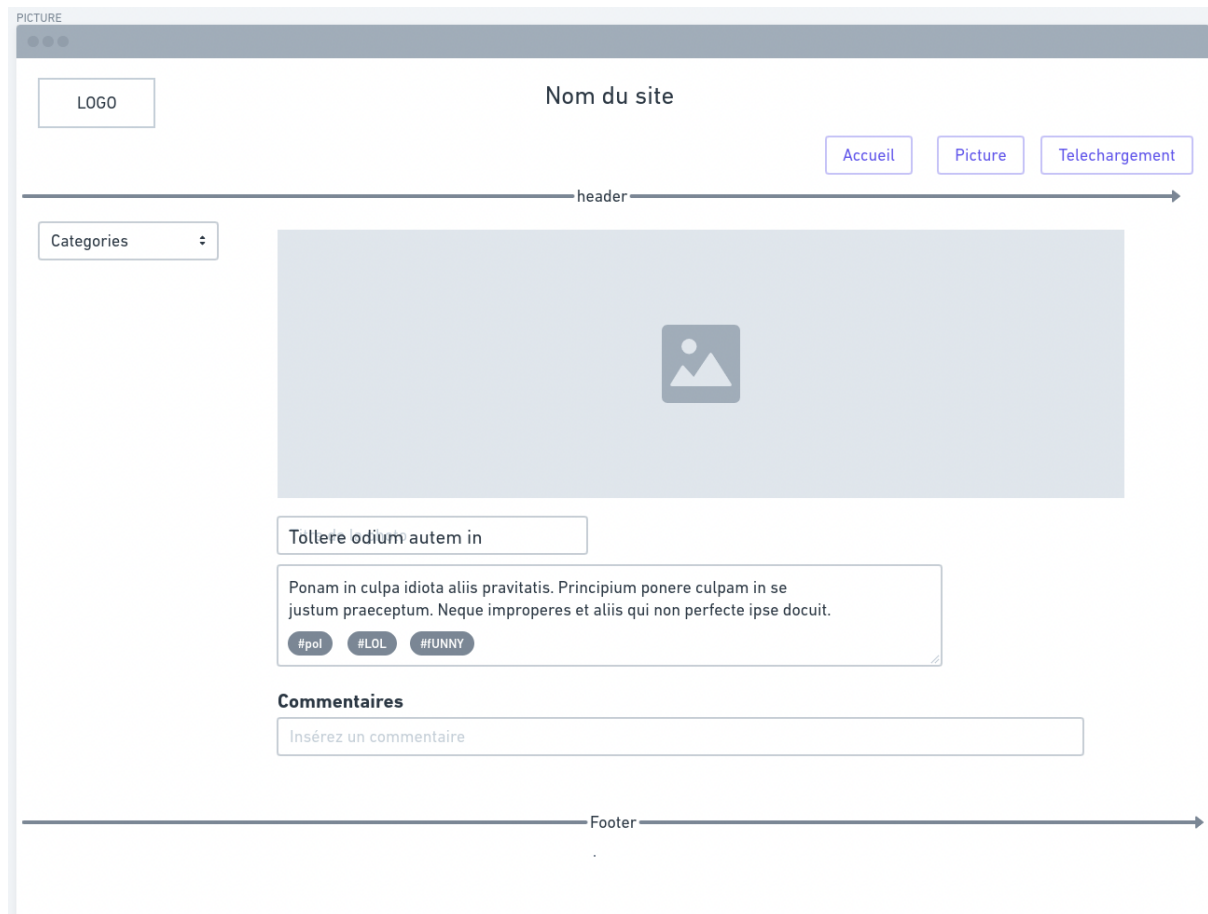 PICTURE
LOGO
Nom du site
Accueil
Picture
Telechargement
header
Categories
Tollere odium autem in
Ponam in culpa idiota aliis pravitatis. Principium ponere culpam in se
justum praeceptum. Neque improperes et aliis qui non perfecte ipse docuit.
#pol
#LOL
#fUNNY
Commentaires
Insérez un commentaire
Footer
.